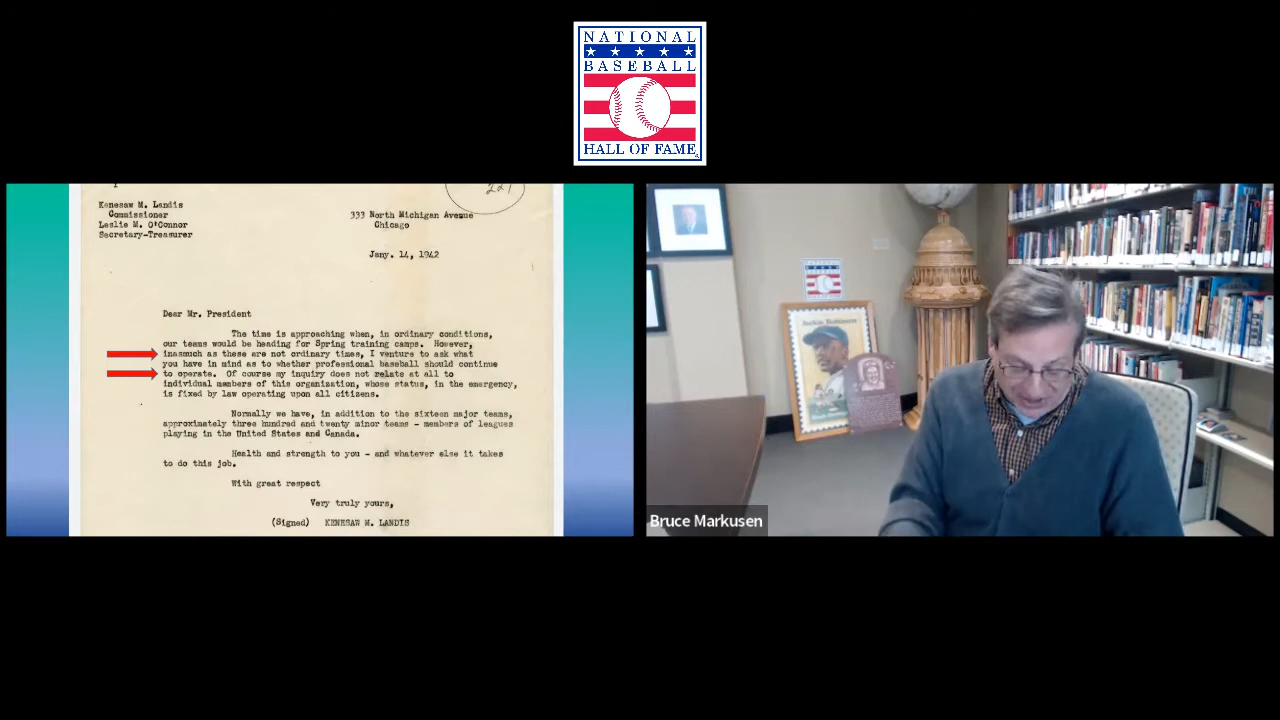 NATIONAL
BASEBALL
HALL OF FAME
221
Kenesaw M. Landis
Commissioner
Leslie M. O'Connor
Secretary-Treasurer
333 North Michigan Avenue
Chicago
Jany. 14, 1942
Dear Mr. President
The time is approaching when, in ordinary conditions,
our teams would be heading for Spring training camps. However,
inasmuch as these are not ordinary times, I venture to ask what
you have in mind as to whether professional baseball should continue
to operate. Of course my inquiry does not relate at all to
individual members of this organization, whose status, in the emergency,
is fixed by law operating upon all citizens.
Normally we have, in addition to the sixteen major teams,
approximately three hundred and twenty minor teams - members of leagues
playing in the United States and Canada.
Health and strength to you - and whatever else it takes
to do this job.
With great respect
Very truly yours,
(Signed) KENESAW M. LANDIS
Jackie Robinson
Bruce Markusen